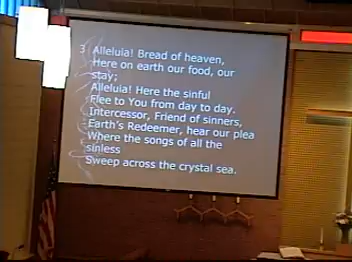 3 Alleluia! Bread of heaven,
Here on earth our food, our
stay;
Alleluia! Here the sinful
Flee to You from day to day.
Intercessor, Friend of sinners,
Earth's Redeemer, hear our plea
Where the songs of all the
sinless
Sweep across the crystal sea.